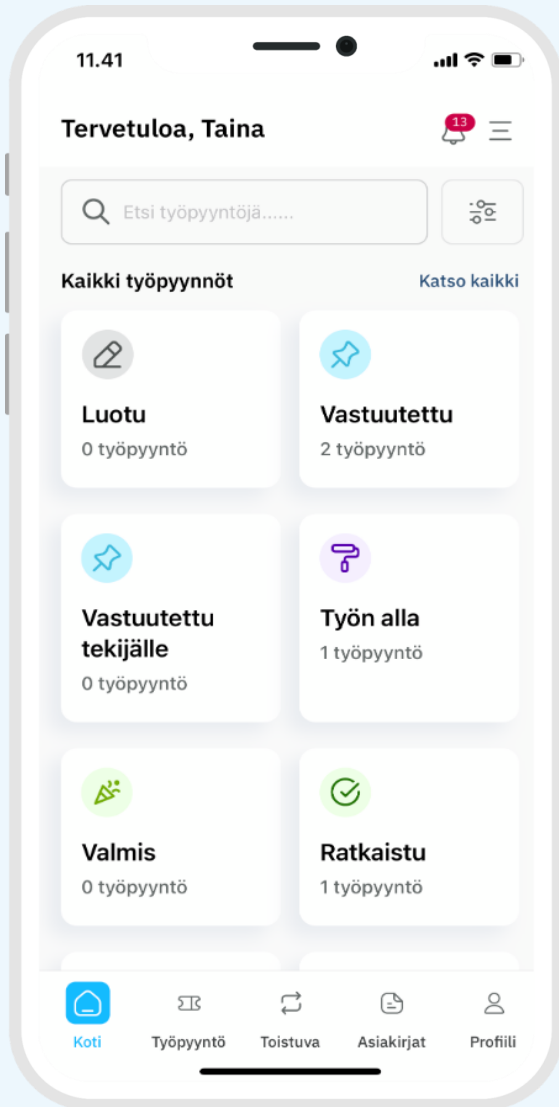 11.41
Tervetuloa, Taina
13
Etsi työpyyntöjä......
Kaikki työpyynnöt
Katso kaikki
Luotu
0 työpyyntö
Vastuutettu
2 työpyyntö
Vastuutettu
tekijälle
0 työpyyntö
Työn alla
1 työpyyntö
Valmis
0 työpyyntö
Ratkaistu
1 työpyyntö
Koti
Työpyyntö
Toistuva
Asiakirjat
Profiili